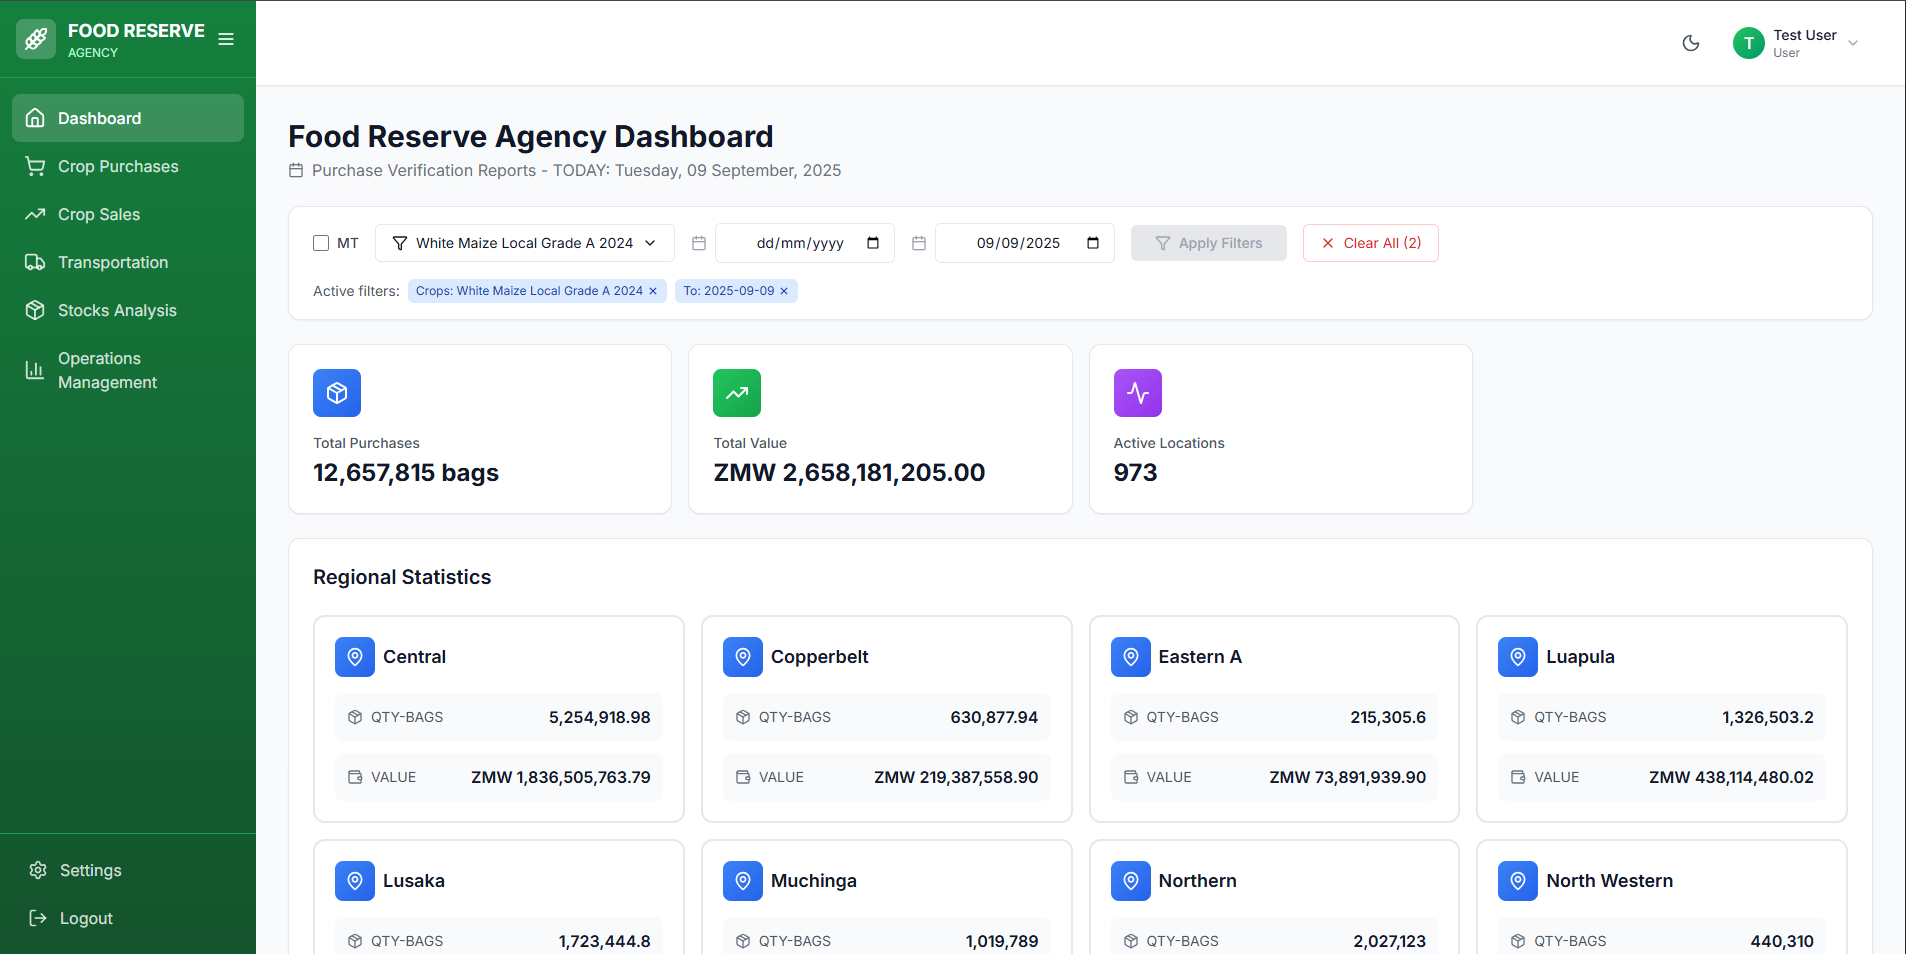 FOOD RESERVE
AGENCY
Dashboard
Crop Purchases
Crop Sales
Transportation
Stocks Analysis
Operations
Management
Settings
Logout
T
Test User
User
Food Reserve Agency Dashboard
Purchase Verification Reports - TODAY: Tuesday, 09 September, 2025
MT
White Maize Local Grade A 2024
dd/mm/yyyy
09/09/2025
Apply Filters
Clear All (2)
Active filters: Crops: White Maize Local Grade A 2024 × To: 2025-09-09 ×
Total Purchases
12,657,815 bags
Total Value
ZMW 2,658,181,205.00
Active Locations
973
Regional Statistics
Central
QTY-BAGS 5,254,918.98
VALUE ZMW 1,836,505,763.79
Copperbelt
QTY-BAGS 630,877.94
VALUE ZMW 219,387,558.90
Eastern A
QTY-BAGS 215,305.6
VALUE ZMW 73,891,939.90
Luapula
QTY-BAGS 1,326,503.2
VALUE ZMW 438,114,480.02
Lusaka
QTY-BAGS 1,723,444.8
Muchinga
QTY-BAGS 1,019,789
Northern
QTY-BAGS 2,027,123
North Western
QTY-BAGS 440,310